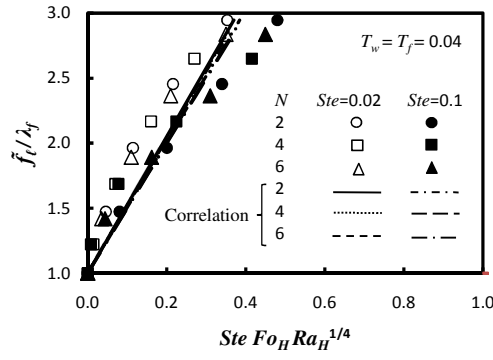 3.0
2.5
2.0
1.5
1.0
f̃ℓ/λf
T_w = T_f = 0.04
N Ste=0.02 Ste=0.1
2
4
6
2
Correlation 4
6
0.0 0.2 0.4 0.6 0.8 1.0
Ste Fo_H Ra_H^1/4